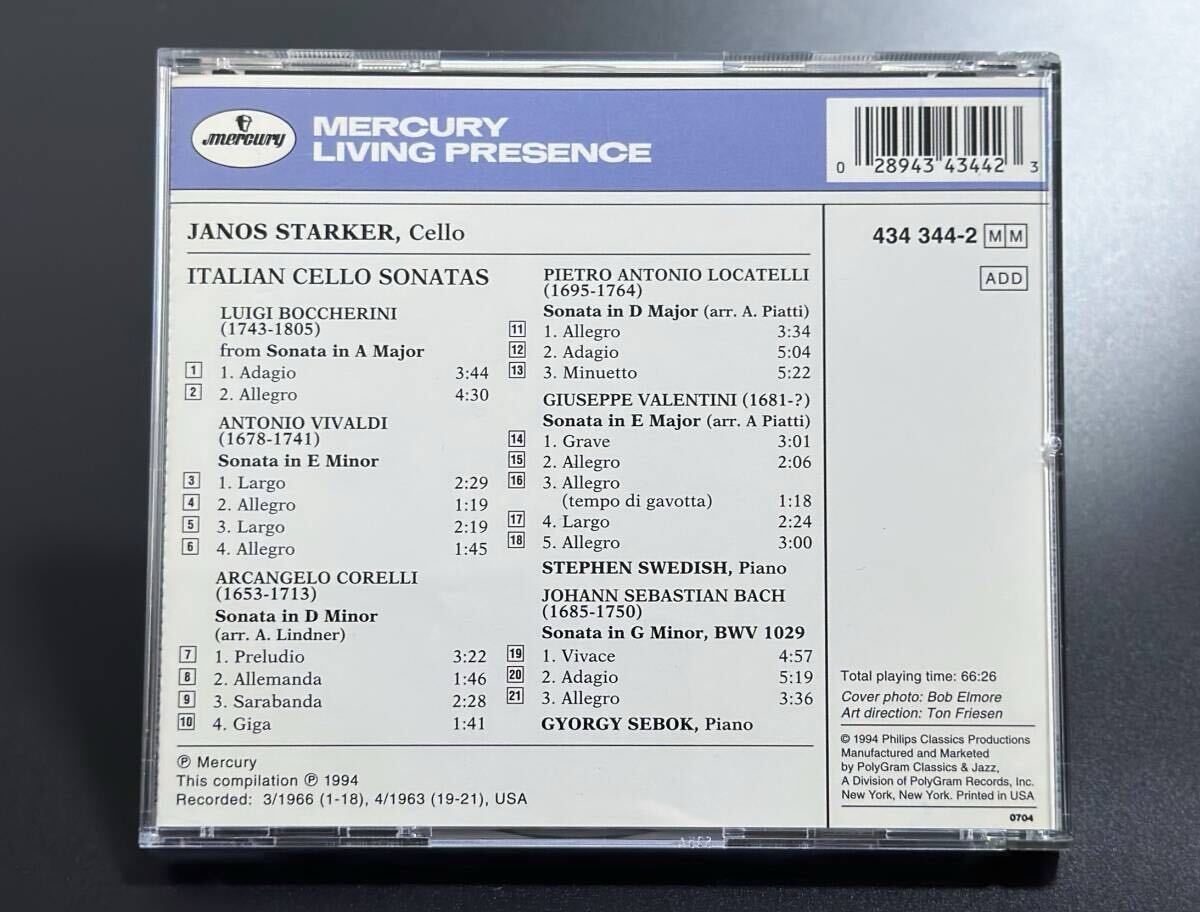 mercury
MERCURY
LIVING PRESENCE
0 28943 43442 3
JANOS STARKER, Cello
ITALIAN CELLO SONATAS
LUIGI BOCCHERINI
(1743-1805)
from Sonata in A Major
1 1. Adagio 3:44
2 2. Allegro 4:30
ANTONIO VIVALDI
(1678-1741)
Sonata in E Minor
3 1. Largo 2:29
4 2. Allegro 1:19
5 3. Largo 2:19
6 4. Allegro 1:45
ARCANGELO CORELLI
(1653-1713)
Sonata in D Minor
(arr. A. Lindner)
7 1. Preludio 3:22
8 2. Allemanda 1:46
9 3. Sarabanda 2:28
10 4. Giga 1:41
PIETRO ANTONIO LOCATELLI
(1695-1764)
Sonata in D Major (arr. A. Piatti)
11 1. Allegro 3:34
12 2. Adagio 5:04
13 3. Minuetto 5:22
GIUSEPPE VALENTINI (1681-?)
Sonata in E Major (arr. A Piatti)
14 1. Grave 3:01
15 2. Allegro 2:06
16 3. Allegro
(tempo di gavotta) 1:18
17 4. Largo 2:24
18 5. Allegro 3:00
STEPHEN SWEDISH, Piano
JOHANN SEBASTIAN BACH
(1685-1750)
Sonata in G Minor, BWV 1029
19 1. Vivace 4:57
20 2. Adagio 5:19
21 3. Allegro 3:36
GYORGY SEBOK, Piano
℗ Mercury
This compilation ℗ 1994
Recorded: 3/1966 (1-18), 4/1963 (19-21), USA
434 344-2 M M
ADD
Total playing time: 66:26
Cover photo: Bob Elmore
Art direction: Ton Friesen
© 1994 Philips Classics Productions
Manufactured and Marketed
by PolyGram Classics & Jazz,
A Division of PolyGram Records, Inc.
New York, New York. Printed in USA
0704